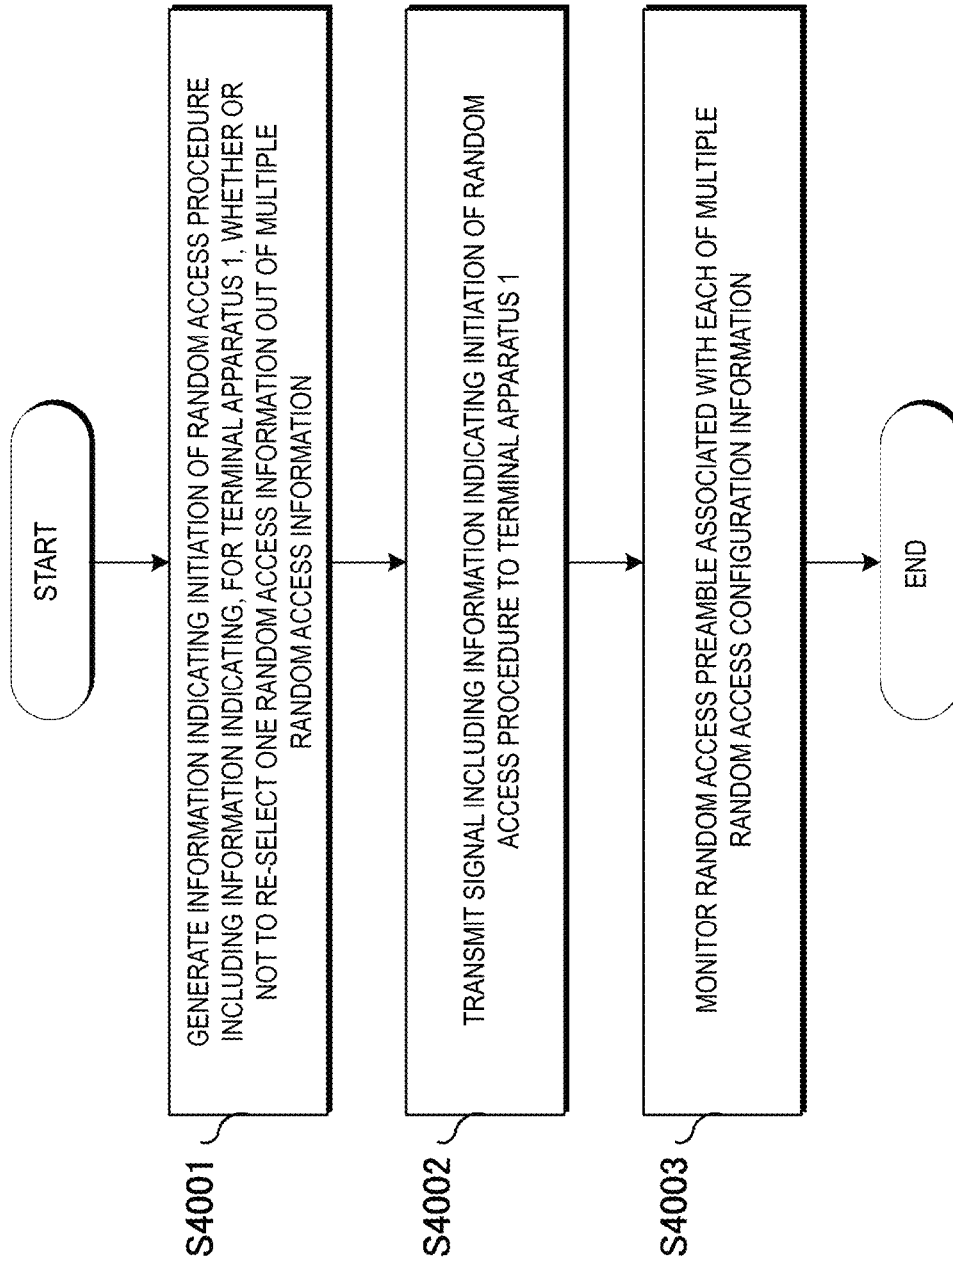 START
S4001
GENERATE INFORMATION INDICATING INITIATION OF RANDOM ACCESS PROCEDURE
INCLUDING INFORMATION INDICATING, FOR TERMINAL APPARATUS 1, WHETHER OR
NOT TO RE-SELECT ONE RANDOM ACCESS INFORMATION OUT OF MULTIPLE
RANDOM ACCESS INFORMATION
S4002
TRANSMIT SIGNAL INCLUDING INFORMATION INDICATING INITIATION OF RANDOM
ACCESS PROCEDURE TO TERMINAL APPARATUS 1
S4003
MONITOR RANDOM ACCESS PREAMBLE ASSOCIATED WITH EACH OF MULTIPLE
RANDOM ACCESS CONFIGURATION INFORMATION
END